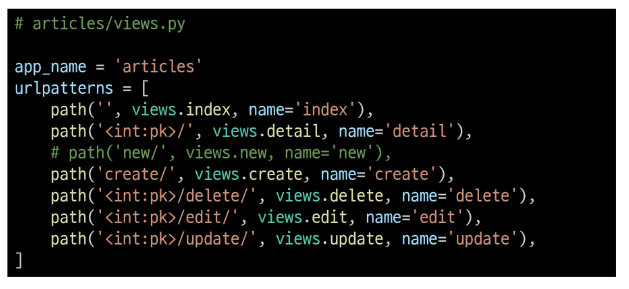 # articles/views.py
app_name = 'articles'
urlpatterns = [
    path('', views.index, name='index'),
    path('<int:pk>/', views.detail, name='detail'),
    # path('new/', views.new, name='new'),
    path('create/', views.create, name='create'),
    path('<int:pk>/delete/', views.delete, name='delete'),
    path('<int:pk>/edit/', views.edit, name='edit'),
    path('<int:pk>/update/', views.update, name='update'),
]